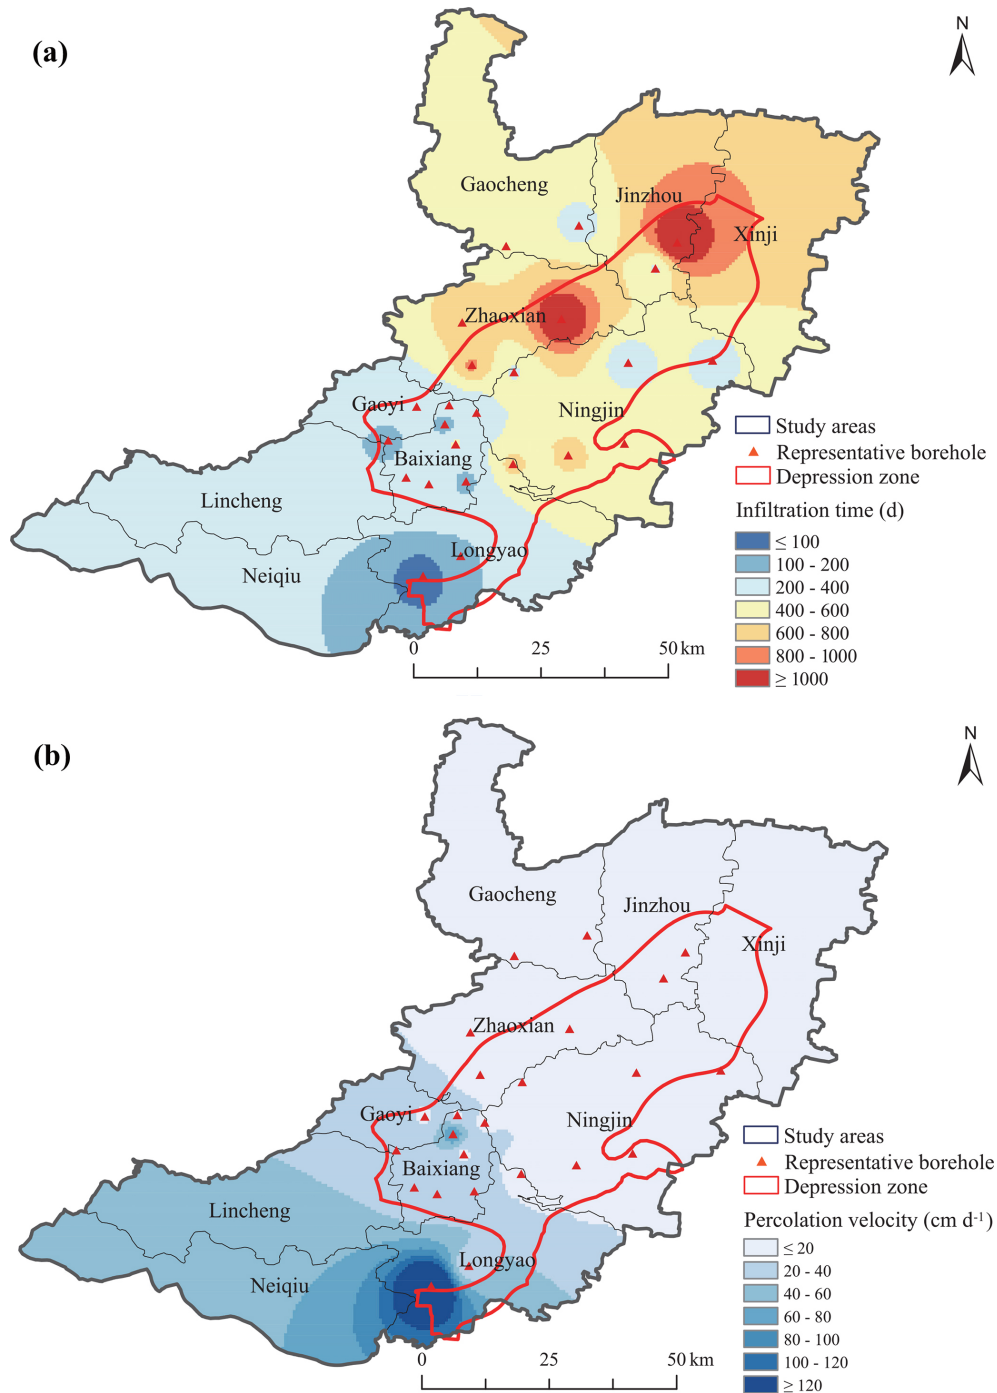 (a)
N
Gaocheng
Jinzhou
Xinji
Zhaoxian
Gaoyi
Ningjin
Baixiang
Lincheng
Longyao
Neiqiu
Study areas
Representative borehole
Depression zone
Infiltration time (d)
≤ 100
100 - 200
200 - 400
400 - 600
600 - 800
800 - 1000
≥ 1000
0 25 50 km
(b)
N
Gaocheng
Jinzhou
Xinji
Zhaoxian
Gaoyi
Ningjin
Baixiang
Lincheng
Longyao
Neiqiu
Study areas
Representative borehole
Depression zone
Percolation velocity (cm d⁻¹)
≤ 20
20 - 40
40 - 60
60 - 80
80 - 100
100 - 120
≥ 120
0 25 50 km